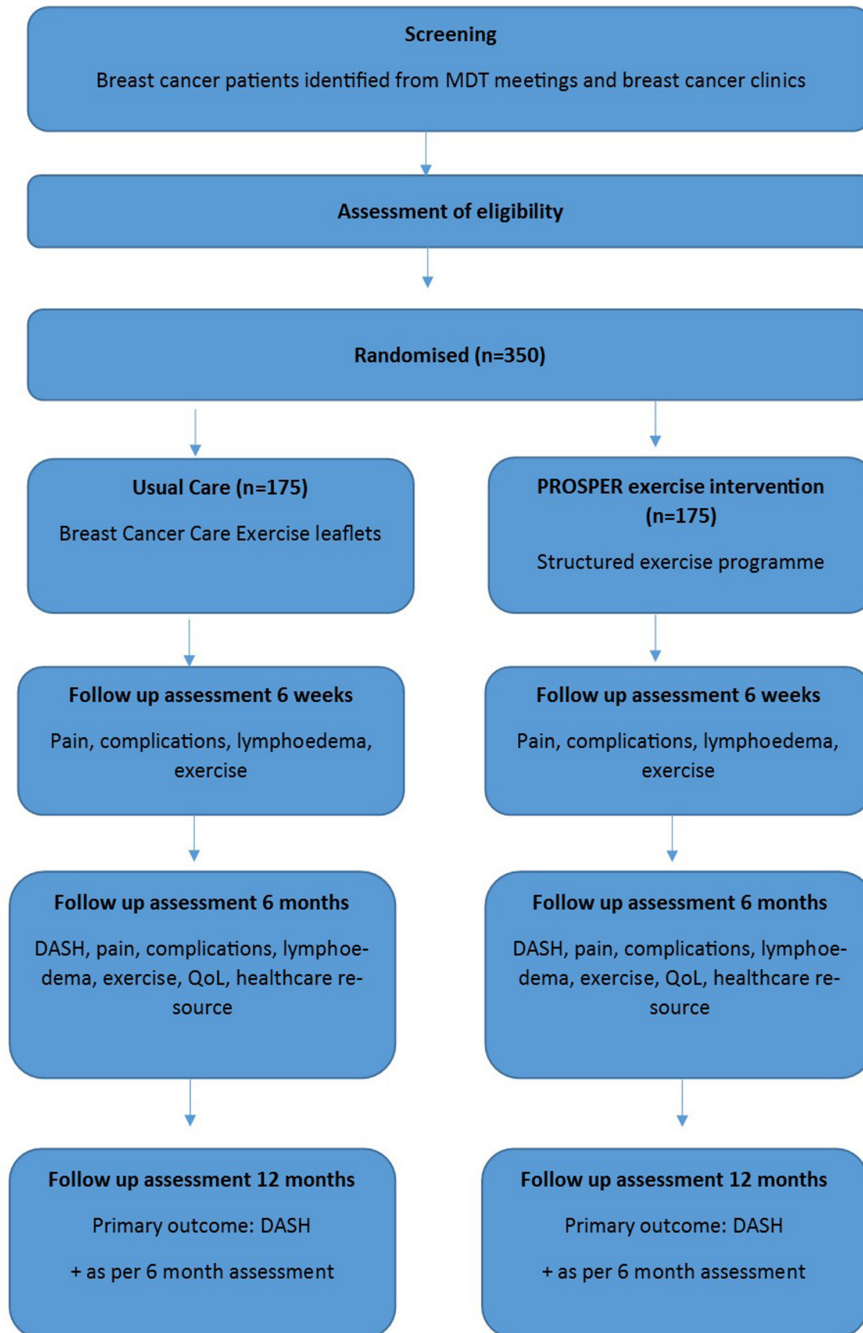 Screening
Breast cancer patients identified from MDT meetings and breast cancer clinics
Assessment of eligibility
Randomised (n=350)
Usual Care (n=175)
Breast Cancer Care Exercise leaflets
PROSPER exercise intervention
(n=175)
Structured exercise programme
Follow up assessment 6 weeks
Pain, complications, lymphoedema,
exercise
Follow up assessment 6 weeks
Pain, complications, lymphoedema,
exercise
Follow up assessment 6 months
DASH, pain, complications, lymphoe-
dema, exercise, QoL, healthcare re-
source
Follow up assessment 6 months
DASH, pain, complications, lymphoe-
dema, exercise, QoL, healthcare re-
source
Follow up assessment 12 months
Primary outcome: DASH
+ as per 6 month assessment
Follow up assessment 12 months
Primary outcome: DASH
+ as per 6 month assessment